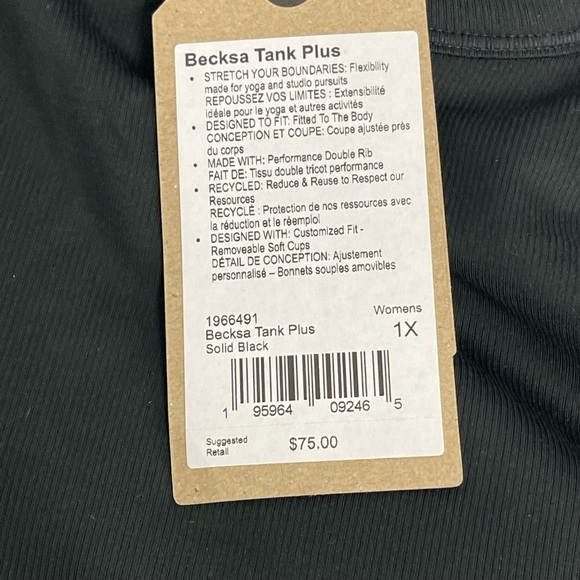 Becksa Tank Plus
• STRETCH YOUR BOUNDARIES: Flexibility
made for yoga and studio pursuits
REPOUSSEZ VOS LIMITES : Extensibilité
idéale pour le yoga et autres activités
• DESIGNED TO FIT: Fitted To The Body
CONCEPTION ET COUPE: Coupe ajustée près
du corps
• MADE WITH: Performance Double Rib
FAIT DE: Tissu double tricot performance
• RECYCLED: Reduce & Reuse to Respect our
Resources
RECYCLÉ : Protection de nos ressources avec
la réduction et le réemploi
• DESIGNED WITH: Customized Fit -
Removeable Soft Cups
DÉTAIL DE CONCEPTION: Ajustement
personnalisé – Bonnets souples amovibles
1966491 Womens
Becksa Tank Plus 1X
Solid Black
1 95964 09246 5
Suggested
Retail $75.00